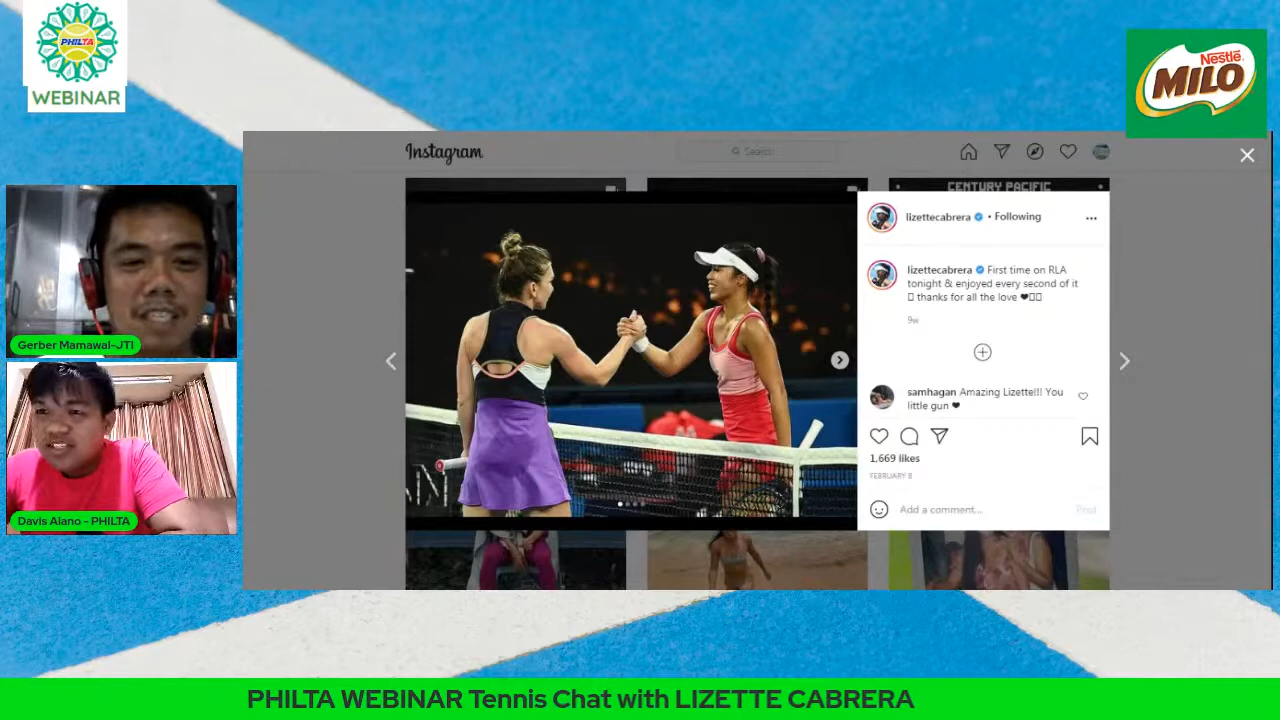 PHILTA
WEBINAR
Nestlé
MILO
Instagram
Search
CENTURY PACIFIC
lizettecabrera • Following
lizettecabrera First time on RLA
tonight & enjoyed every second of it
thanks for all the love ❤
9w
samhagan Amazing Lizette!!! You
little gun ❤
1,669 likes
FEBRUARY 8
Add a comment...
Post
Gerber Mamawal-JTI
Davis Alano - PHILTA
PHILTA WEBINAR Tennis Chat with LIZETTE CABRERA